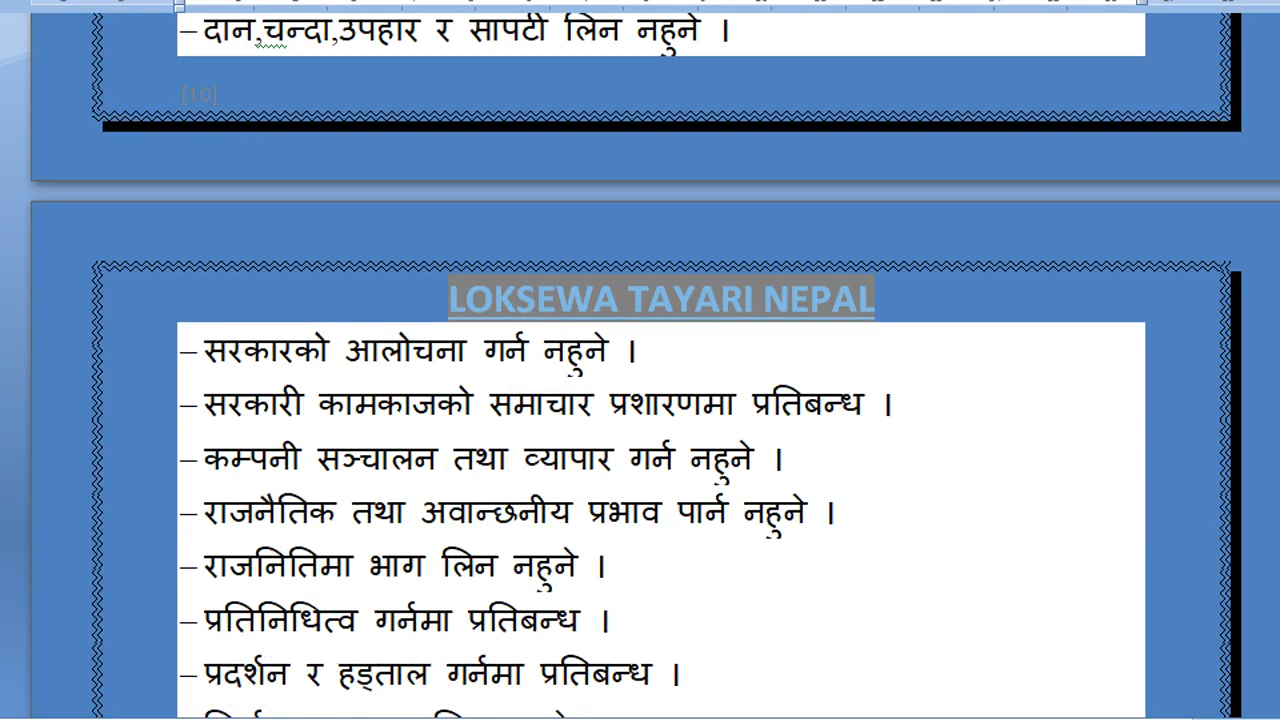 – दान,चन्दा,उपहार र सापटी लिन नहुने ।
[10]
LOKSEWA TAYARI NEPAL
– सरकारको आलोचना गर्न नहुने ।
– सरकारी कामकाजको समाचार प्रशारणमा प्रतिबन्ध ।
– कम्पनी सञ्चालन तथा व्यापार गर्न नहुने ।
– राजनैतिक तथा अवान्छनीय प्रभाव पार्न नहुने ।
– राजनितिमा भाग लिन नहुने ।
– प्रतिनिधित्व गर्नमा प्रतिबन्ध ।
– प्रदर्शन र हड्ताल गर्नमा प्रतिबन्ध ।